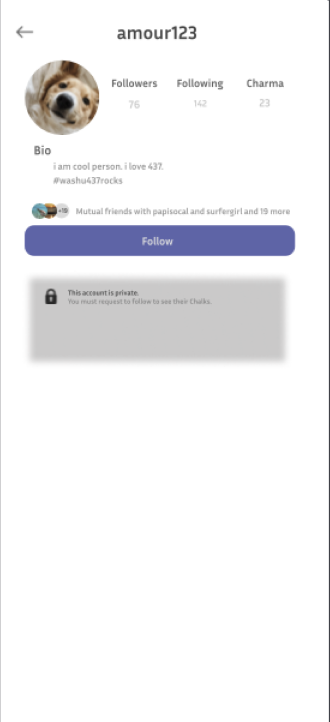 amour123
Followers Following Charma
76 142 23
Bio
i am cool person. i love 437.
#washu437rocks
+19 Mutual friends with papisocal and surfergirl and 19 more
Follow
This account is private.
You must request to follow to see their Chalks.